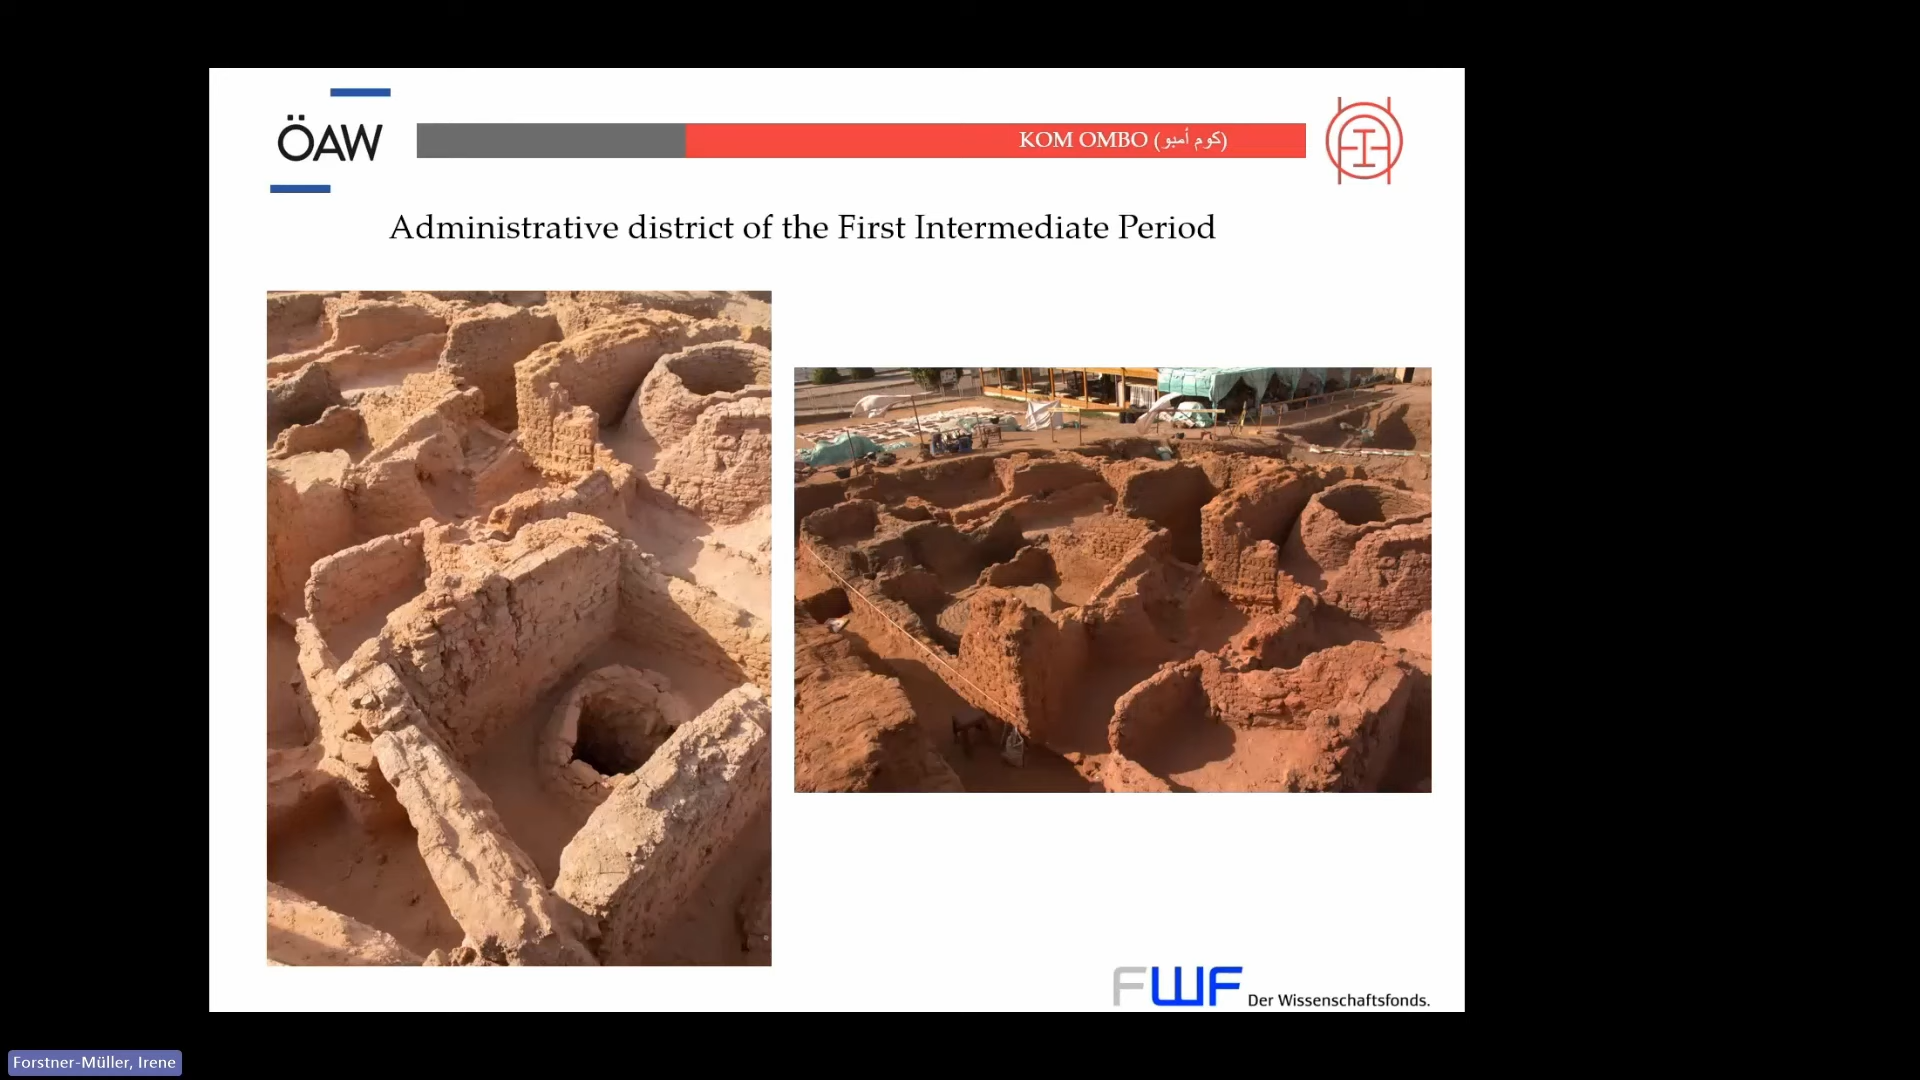 ÖAW
KOM OMBO (كوم أمبو)
Administrative district of the First Intermediate Period
FWF Der Wissenschaftsfonds.
Forstner-Müller, Irene